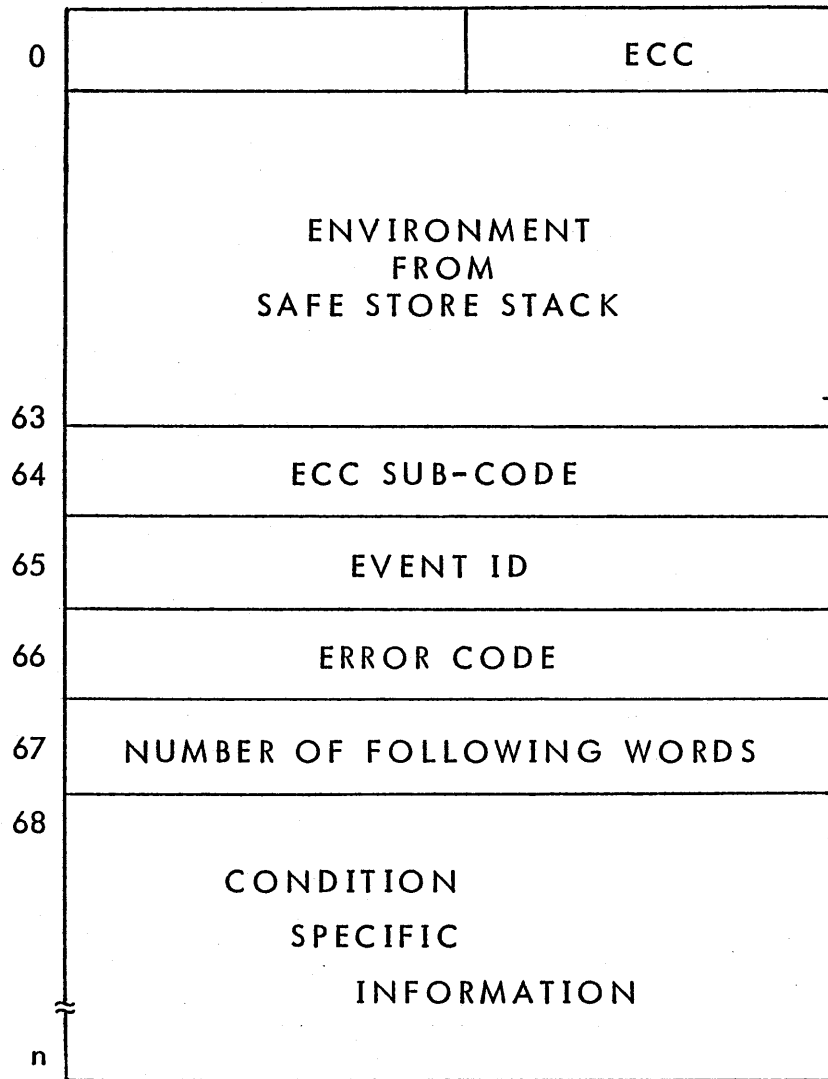 0 ECC
ENVIRONMENT
FROM
SAFE STORE STACK
63
64 ECC SUB-CODE
65 EVENT ID
66 ERROR CODE
67 NUMBER OF FOLLOWING WORDS
68
CONDITION
SPECIFIC
INFORMATION
n